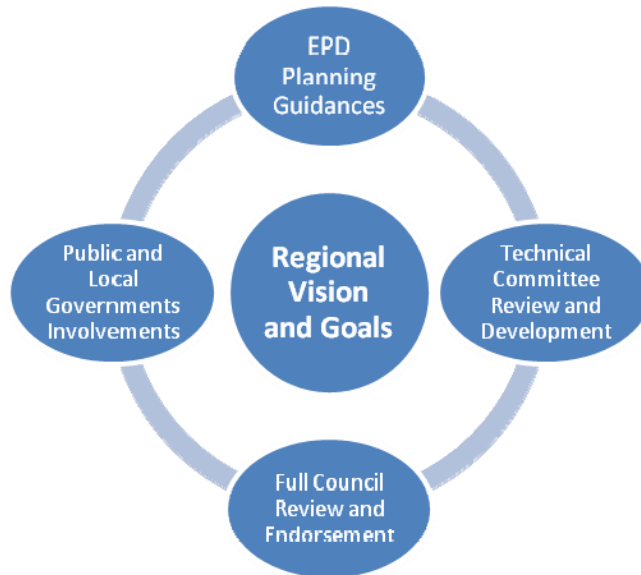 EPD
Planning
Guidances
Public and
Local
Governments
Involvements
Regional
Vision
and Goals
Technical
Committee
Review and
Development
Full Council
Review and
Endorsement